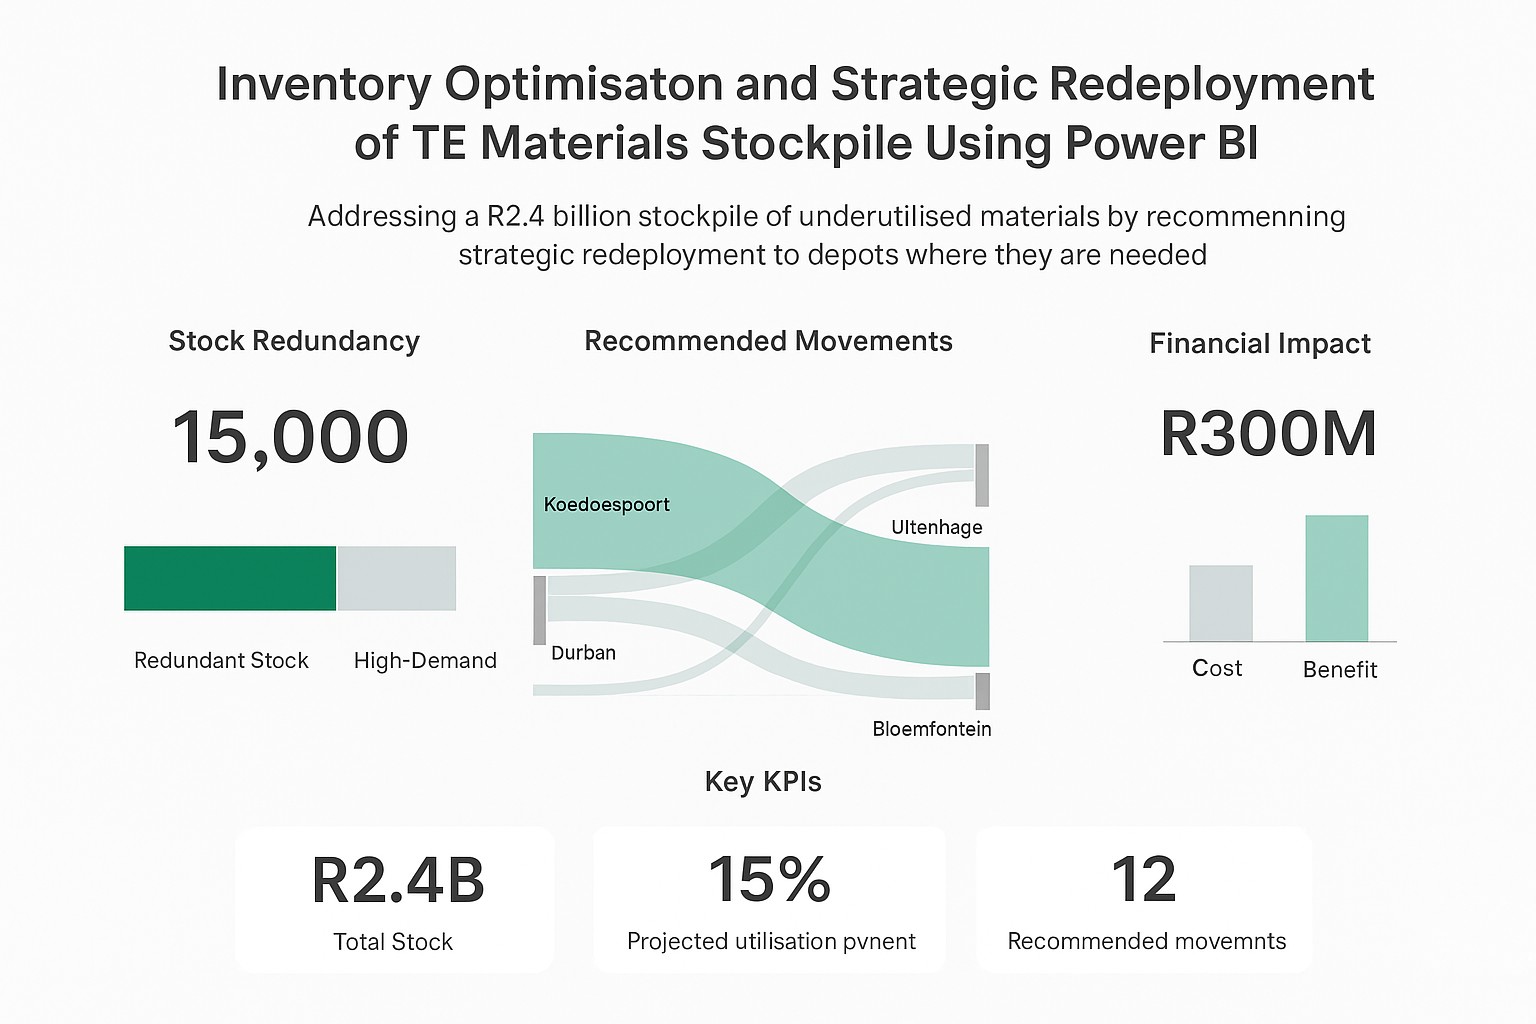 Inventory Optimisaton and Strategic Redeployment
of TE Materials Stockpile Using Power BI
Addressing a R2.4 billion stockpile of underutilised materials by recommenning
strategic redeployment to depots where they are needed
Stock Redundancy
15,000
Redundant Stock
High-Demand
Recommended Movements
Koedoespoort
Durban
Ultenhage
Bloemfontein
Financial Impact
R300M
Cost
Benefit
Key KPIs
R2.4B
Total Stock
15%
Projected utilisation pvnent
12
Recommended movemnts